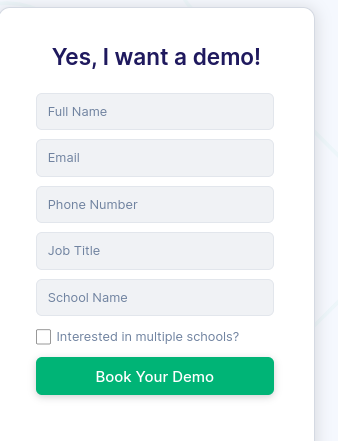 Yes, I want a demo!
Full Name
Email
Phone Number
Job Title
School Name
Interested in multiple schools?
Book Your Demo